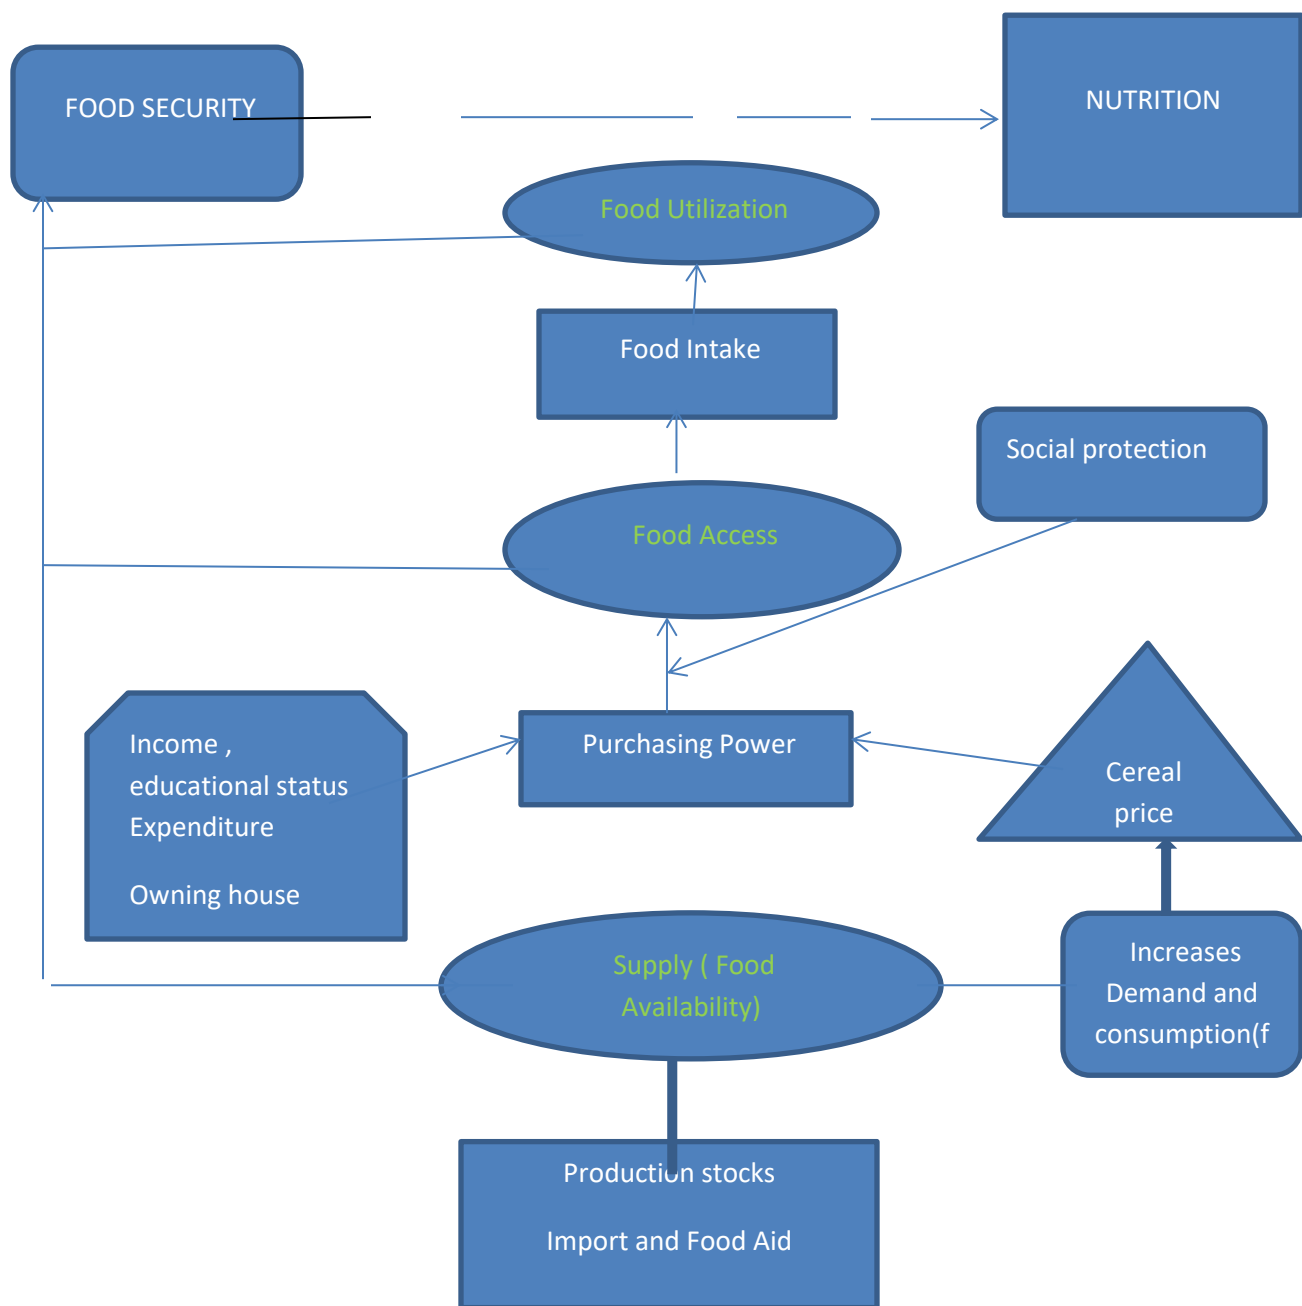 FOOD SECURITY
NUTRITION
Food Utilization
Food Intake
Social protection
Food Access
Income ,
educational status
Expenditure
Owning house
Purchasing Power
Cereal
price
Supply ( Food
Availability)
Increases
Demand and
consumption(f
Production stocks
Import and Food Aid